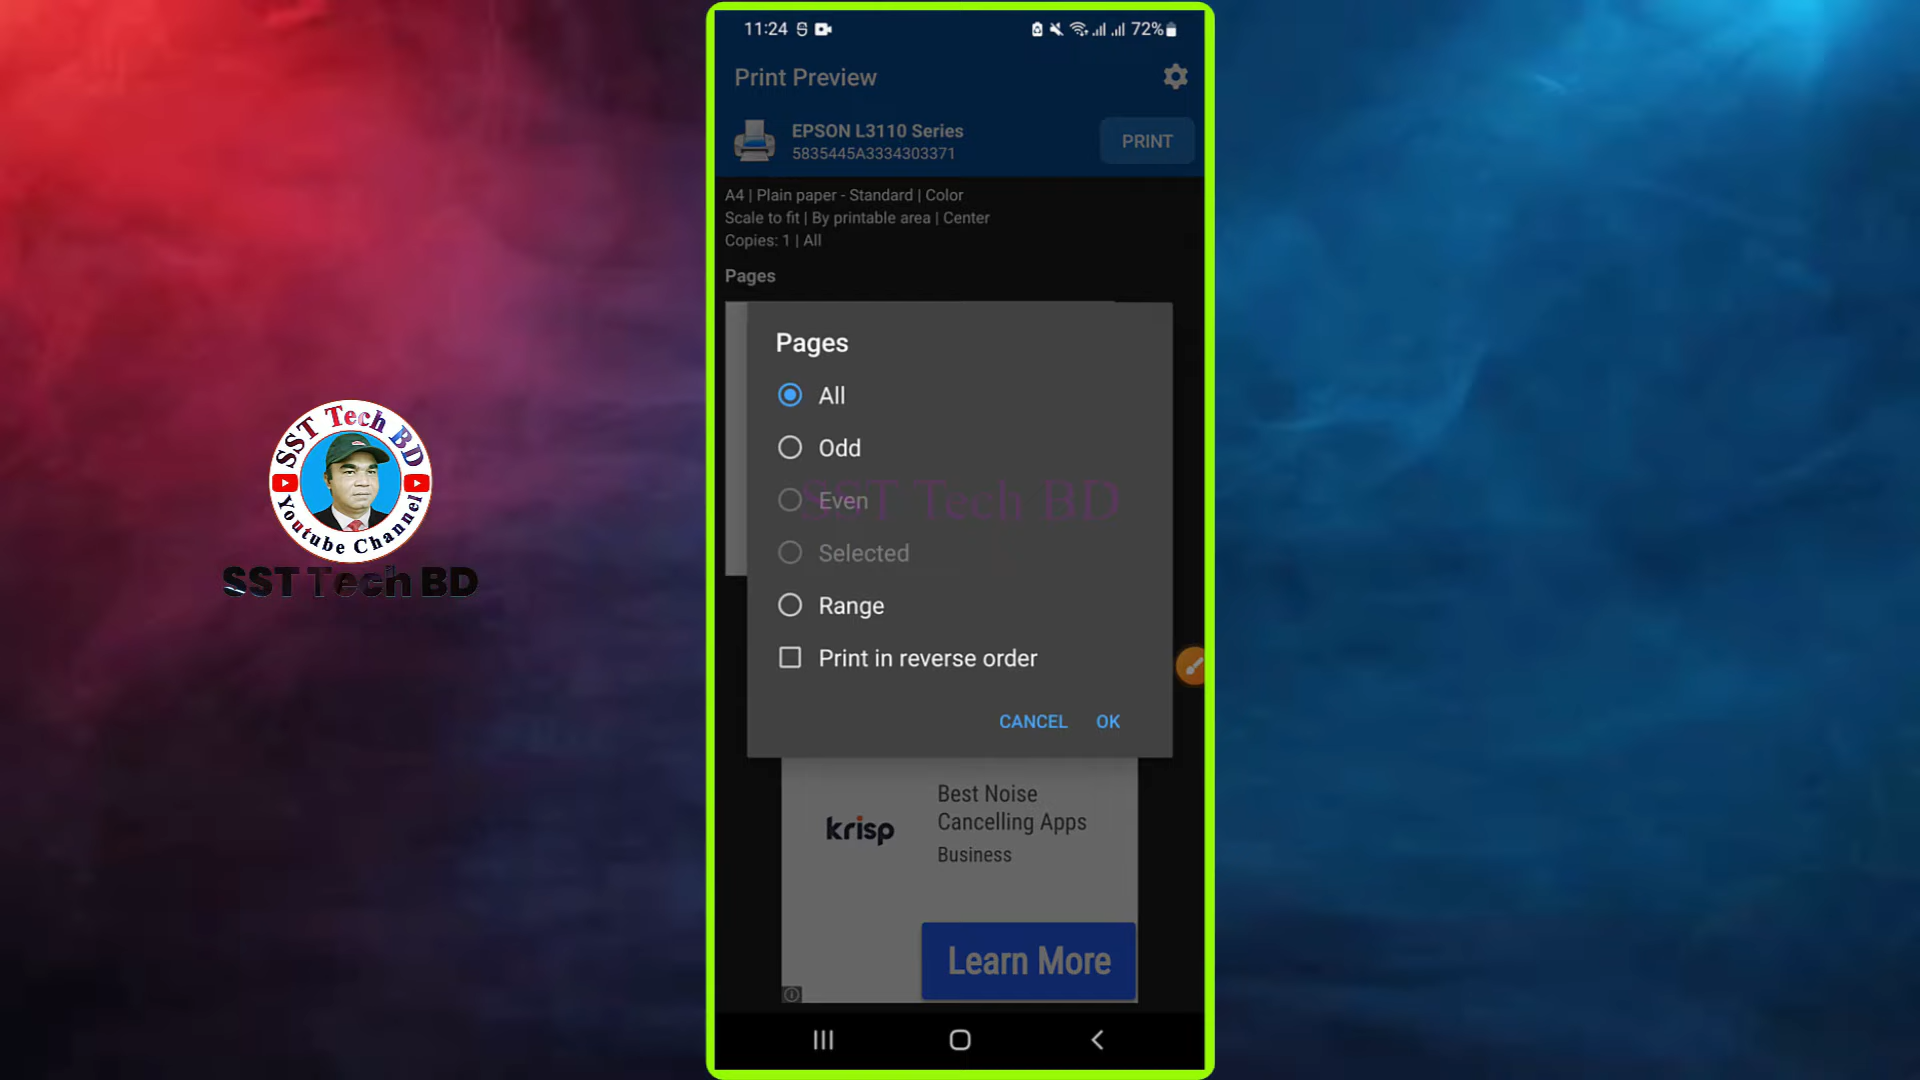 11:24
72%
Print Preview
EPSON L3110 Series
5835445A3334303371
PRINT
A4 | Plain paper - Standard | Color
Scale to fit | By printable area | Center
Copies: 1 | All
Pages
Pages
All
Odd
Even
Selected
Range
Print in reverse order
CANCEL OK
SST Tech BD
krisp
Best Noise
Cancelling Apps
Business
Learn More
SST Tech BD
Youtube Channel
SST Tech BD